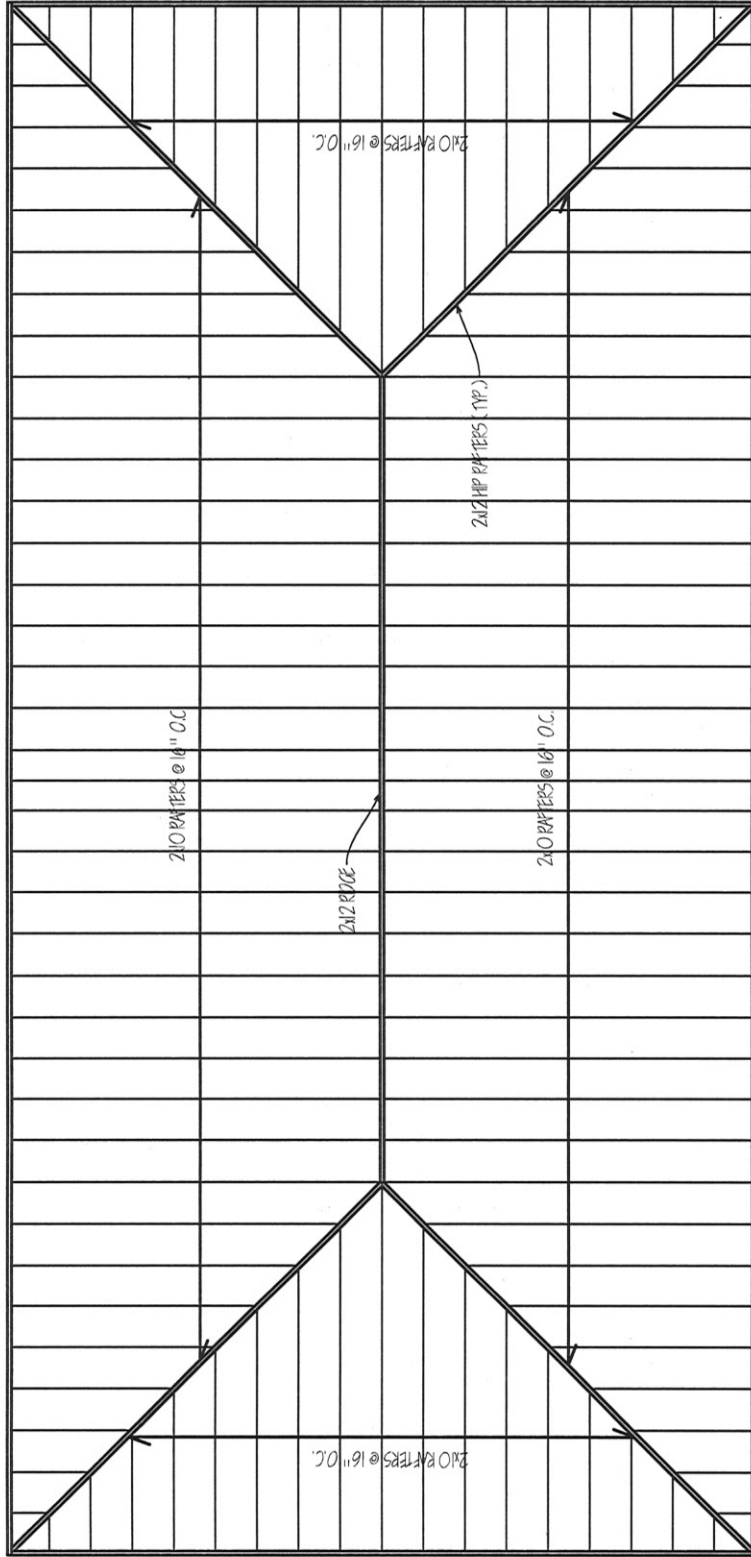 2x10 RAFTERS @ 16" O.C.
2x10 RAFTERS @ 16" O.C.
2x12 HIP RAFTERS (TYP.)
2x10 RAFTERS @ 16" O.C.
2x12 RIDGE
2x10 RAFTERS @ 16" O.C.